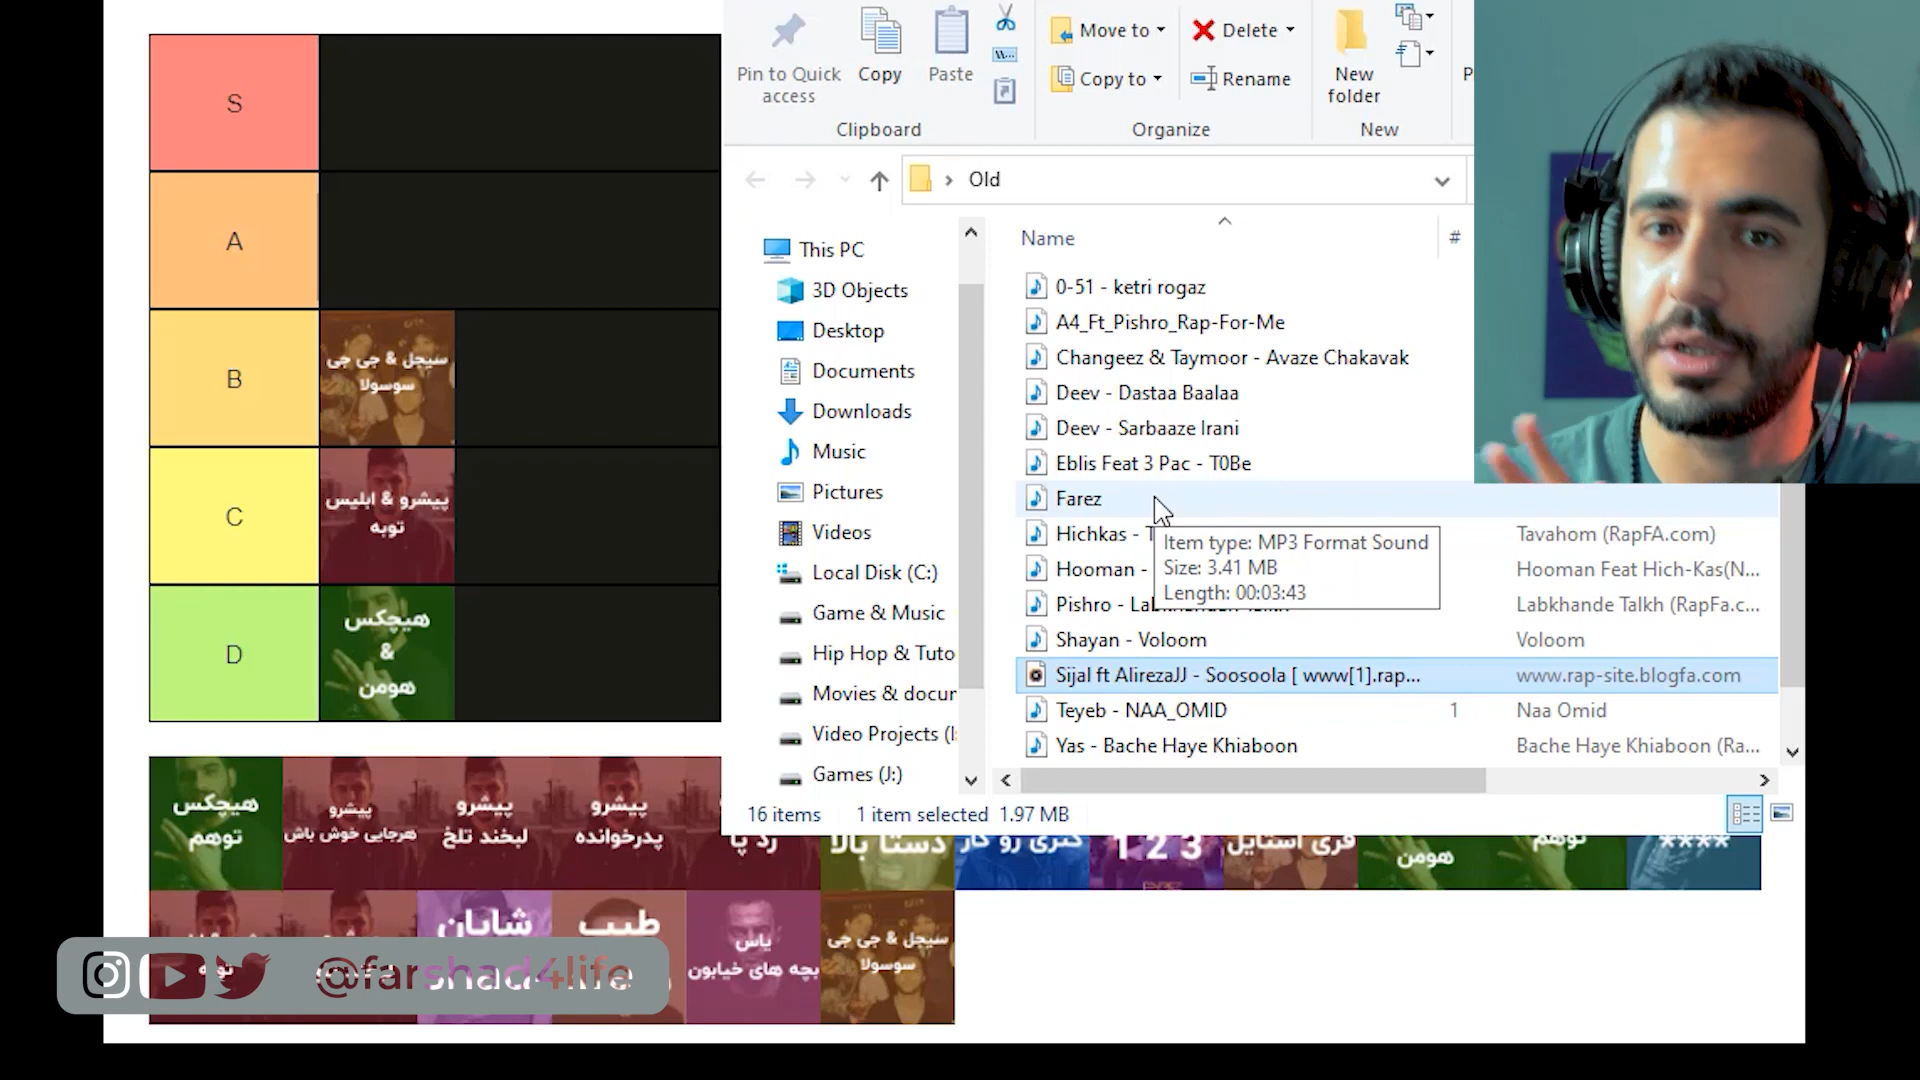 S
A
B
سیجل & جی جی
سوسولا
C
پیشرو & ابلیس
توبه
D
هیچکس
&
هومن
Pin to Quick
access
Copy
Paste
Move to
Copy to
Delete
Rename
New
folder
Clipboard
Organize
New
Old
This PC
3D Objects
Desktop
Documents
Downloads
Music
Pictures
Videos
Local Disk (C:)
Game & Music
Hip Hop & Tuto
Movies & docur
Video Projects (
Games (J:)
Name
#
0-51 - ketri rogaz
A4_Ft_Pishro_Rap-For-Me
Changeez & Taymoor - Avaze Chakavak
Deev - Dastaa Baalaa
Deev - Sarbaaze Irani
Eblis Feat 3 Pac - T0Be
Farez
Hichkas - T
Tavahom (RapFA.com)
Item type: MP3 Format Sound
Size: 3.41 MB
Length: 00:03:43
Hooman -
Hooman Feat Hich-Kas(N...
Pishro -
Labkhande Talkh (RapFa.c...
Shayan - Voloom
Voloom
Sijal ft AlirezaJJ - Soosoola [ www[1].rap...
www.rap-site.blogfa.com
Teyeb - NAA_OMID
1
Naa Omid
Yas - Bache Haye Khiaboon
Bache Haye Khiaboon (Ra...
16 items
1 item selected 1.97 MB
هیچکس
توهم
پیشرو
هرجایی خوش باش
پیشرو
لبخند تلخ
پیشرو
پدرخوانده
رد پا
دستا بالا
کتری رو گاز
1 2 3
فری استایل
هومن
توهم
****
شایان
طیب
یاس
بچه های خیابون
سیجل & جی جی
سوسولا
@farshad4life